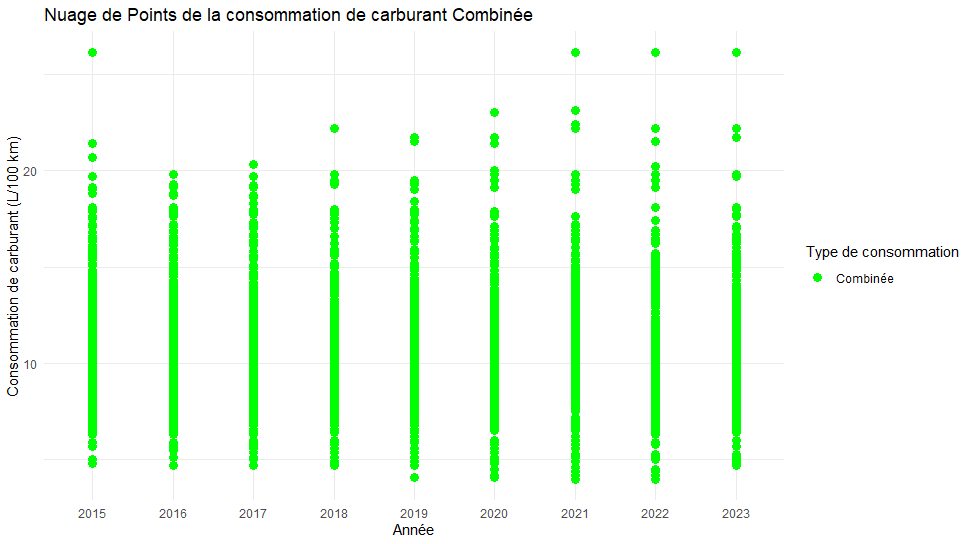 Nuage de Points de la consommation de carburant Combinée
Consommation de carburant (L/100 km)
20
10
2015 2016 2017 2018 2019 2020 2021 2022 2023
Année
Type de consommation
Combinée